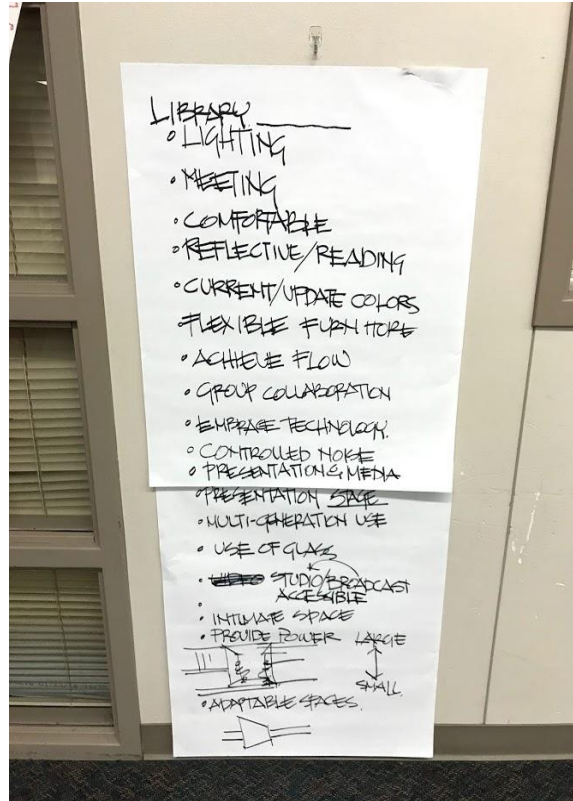 LIBRARY
• LIGHTING
• MEETING
• COMFORTABLE
• REFLECTIVE/READING
• CURRENT/UPDATE COLORS
• FLEXIBLE FURNITURE
• ACHIEVE FLOW
• GROUP COLLABORATION
• EMBRACE TECHNOLOGY.
• CONTROLLED NOISE
• PRESENTATION & MEDIA
• PRESENTATION STAGE
• MULTI-GENERATION USE
• USE OF GLASS
• VIDEO STUDIO/BROADCAST
ACCESSIBLE
•
• INTIMATE SPACE
• PROVIDE POWER LARGE
SMALL
• ADAPTABLE SPACES.